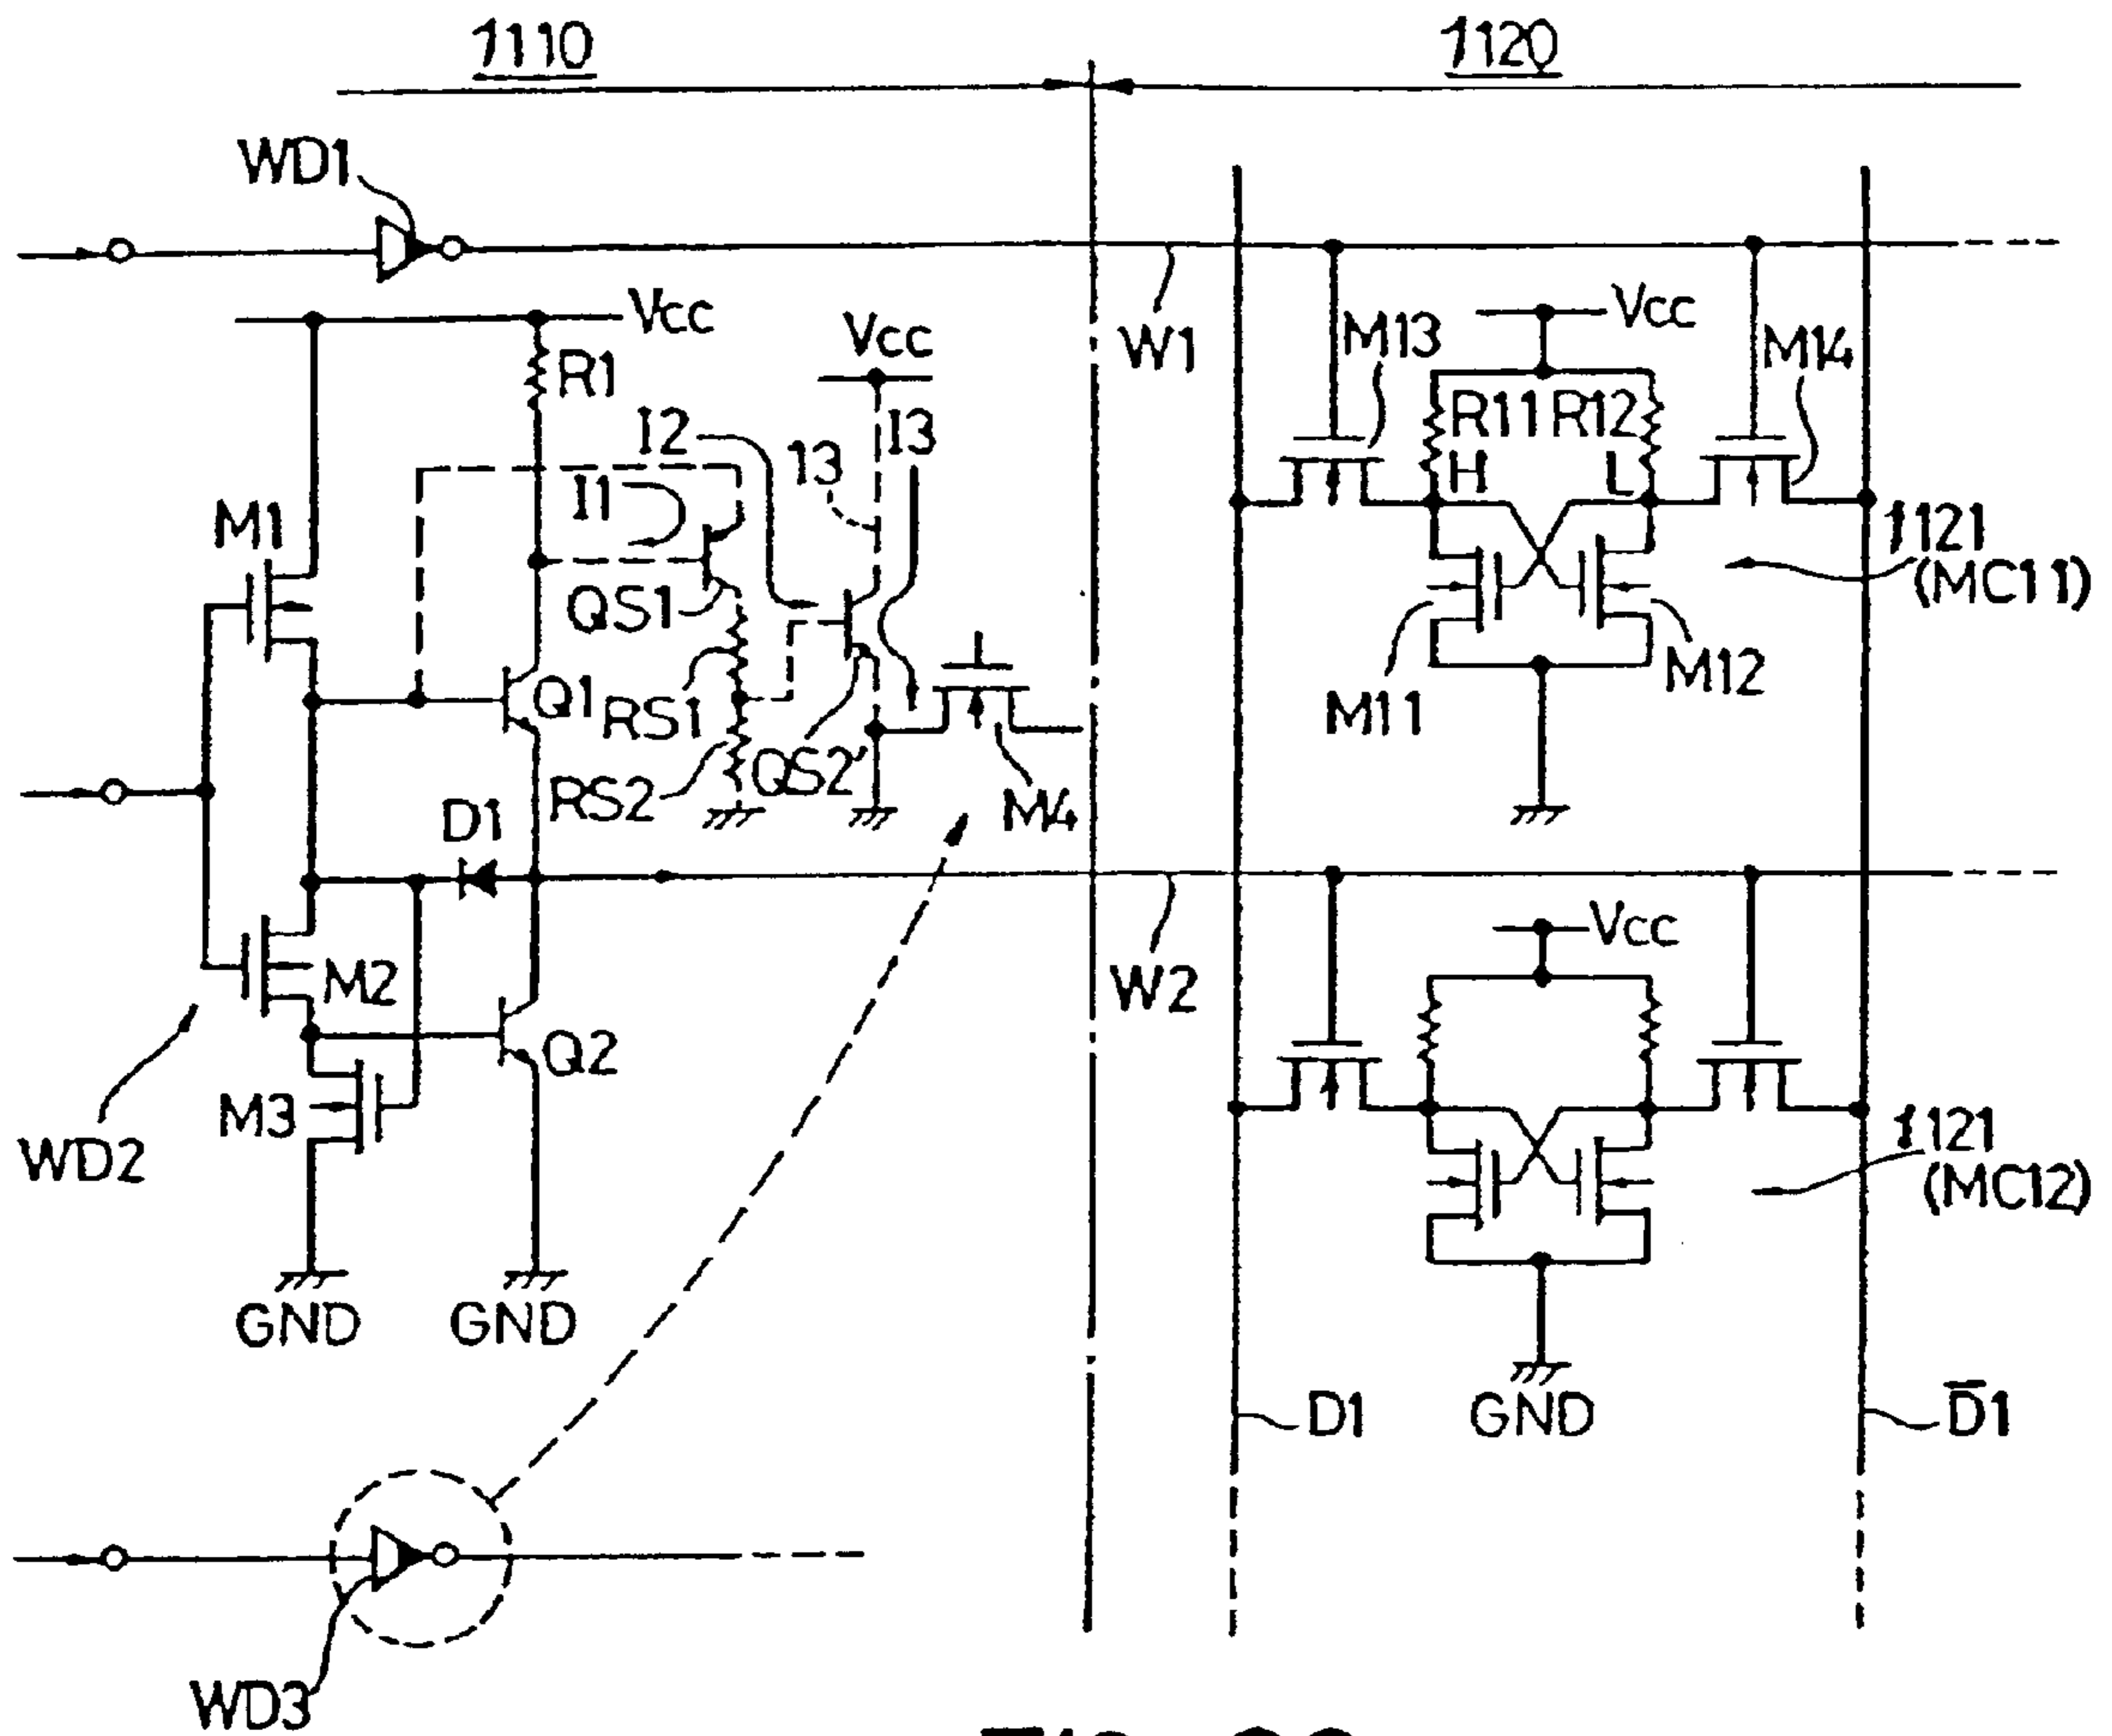 1110
1120
WD1
Vcc
R1
Vcc
W1
Vcc
M13
M14
I2
13
I3
R11
R12
H
L
I1
M1
QS1
1121
(MC11)
Q1
RS1
M11
M12
RS2
QS2'
M4
D1
M2
W2
Vcc
Q2
M3
WD2
1121
(MC12)
GND
GND
D1
GND
D̅1
WD3